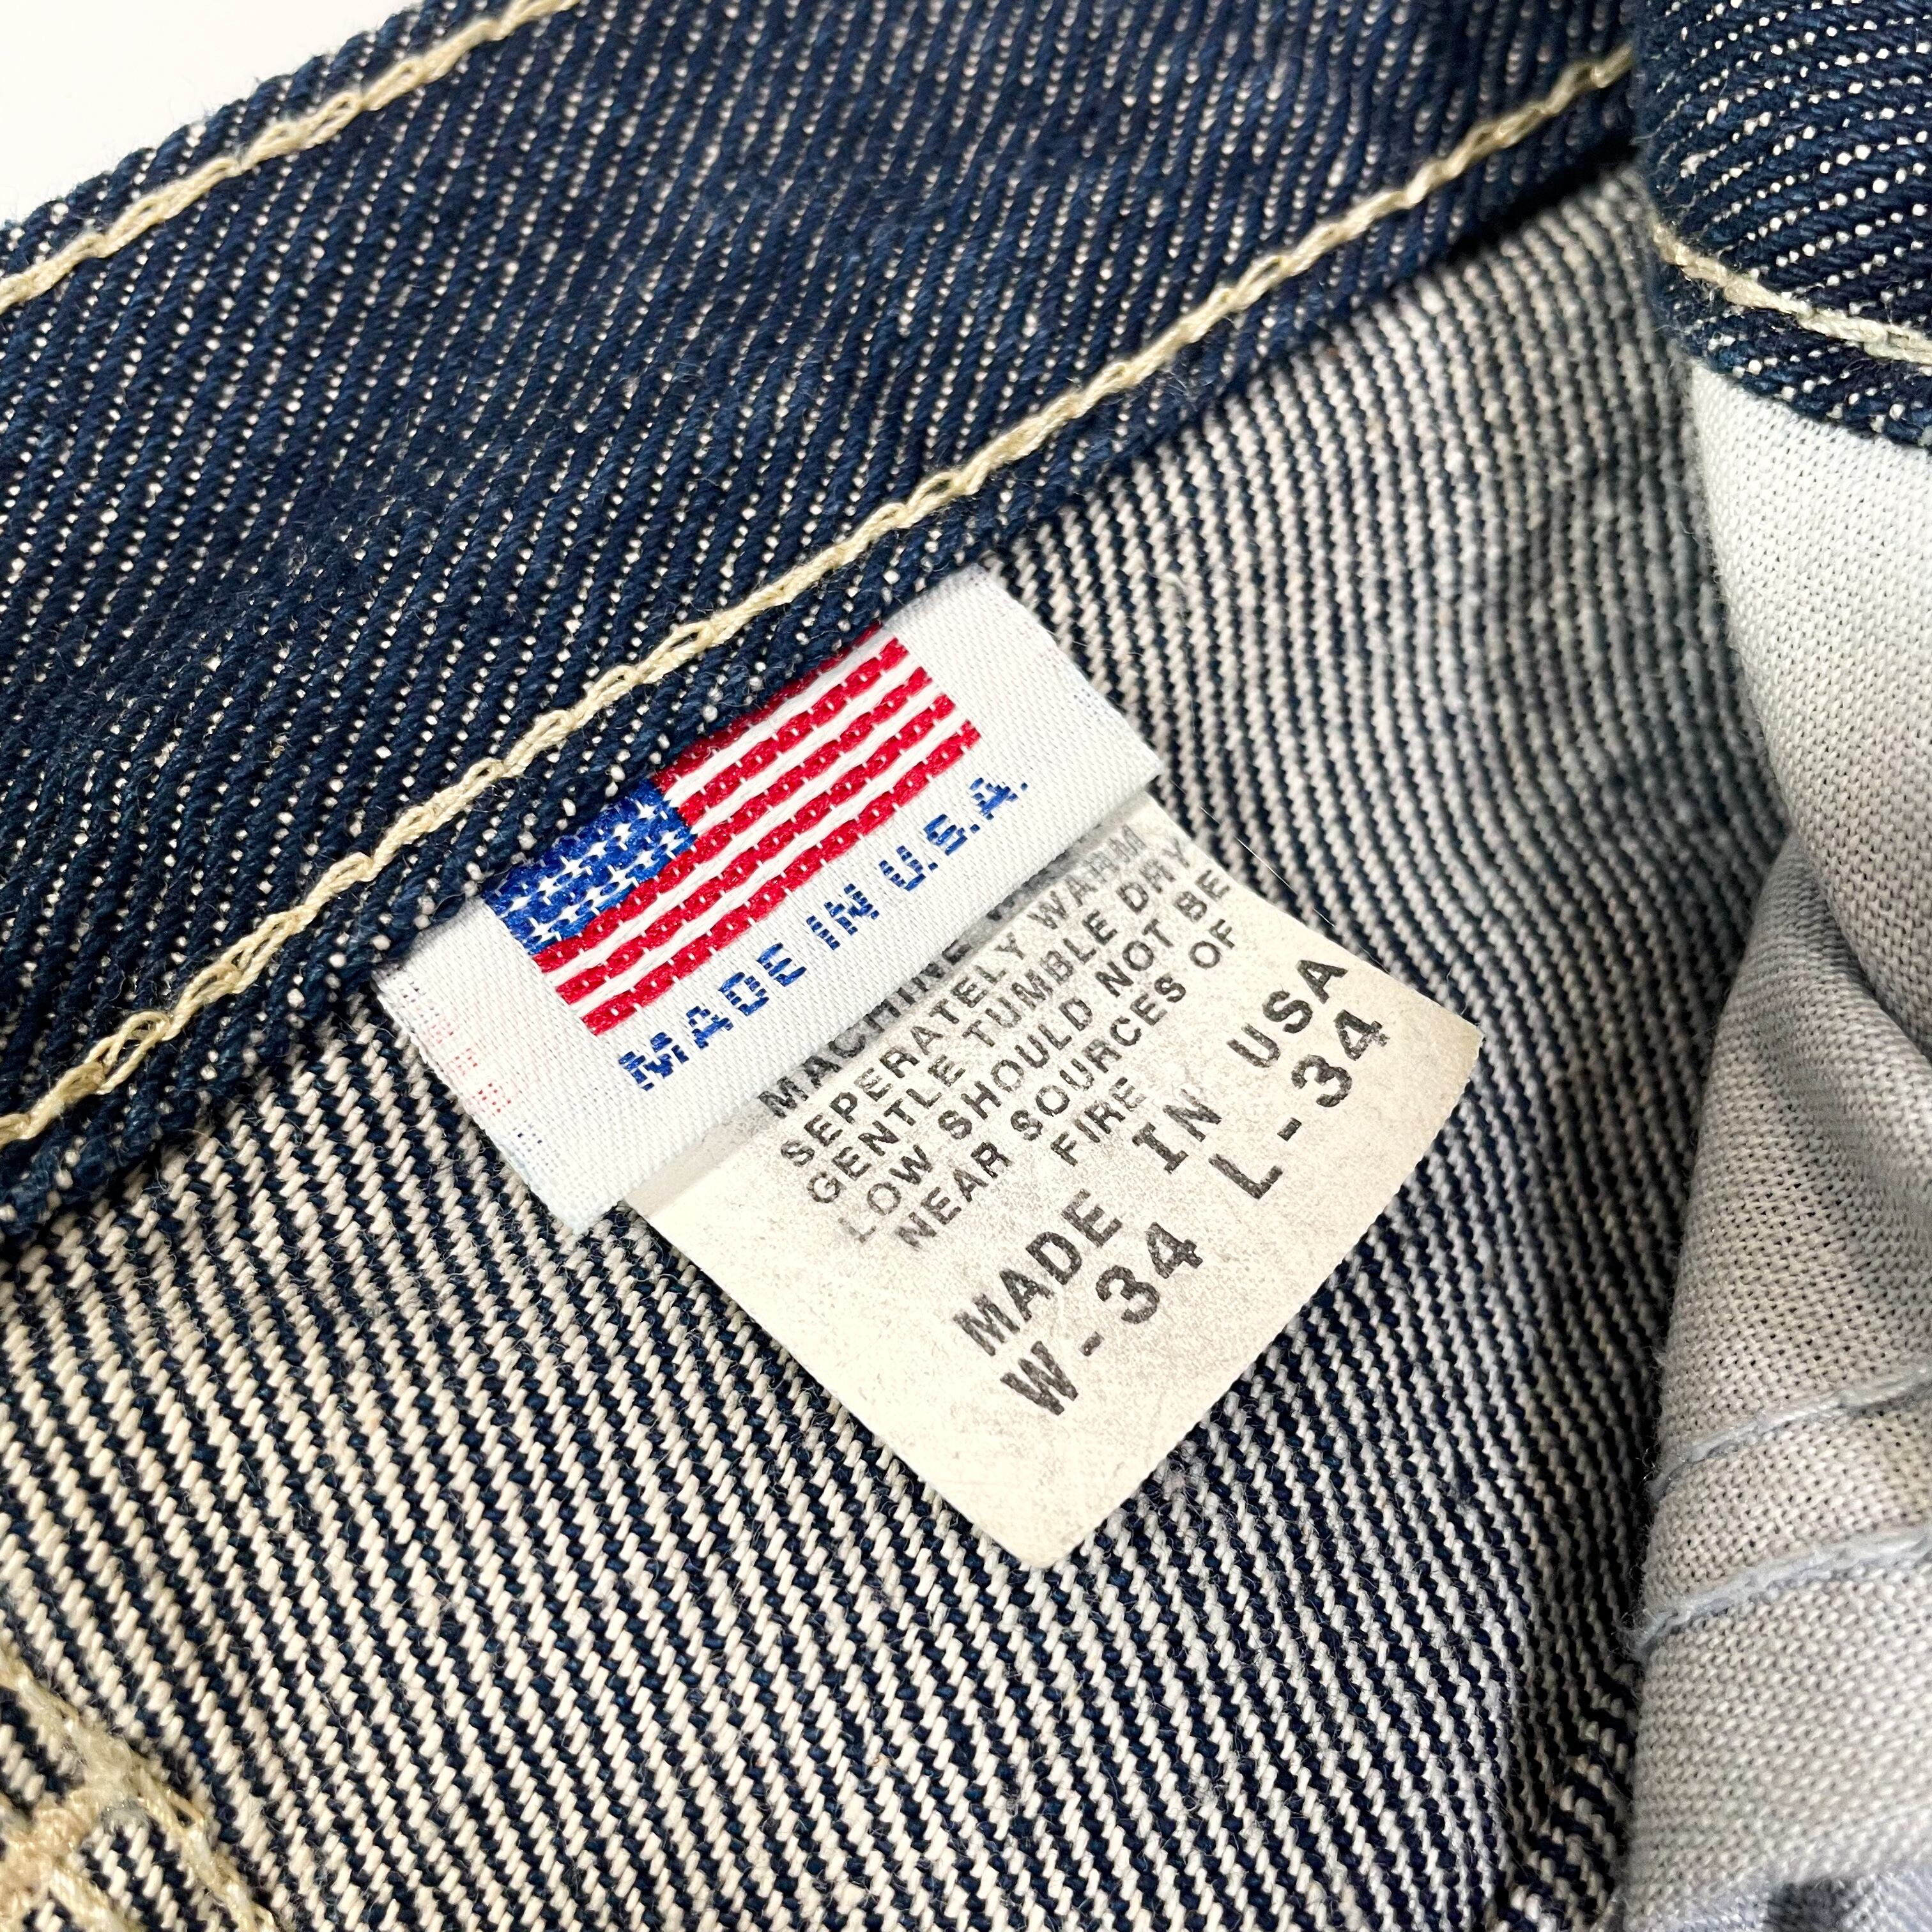 MADE IN U.S.A.
MACHINE WARM
SEPERATELY
GENTLE TUMBLE DRY
LOW SHOULD NOT BE
NEAR SOURCES OF
FIRE
MADE IN USA
W-34 L-34